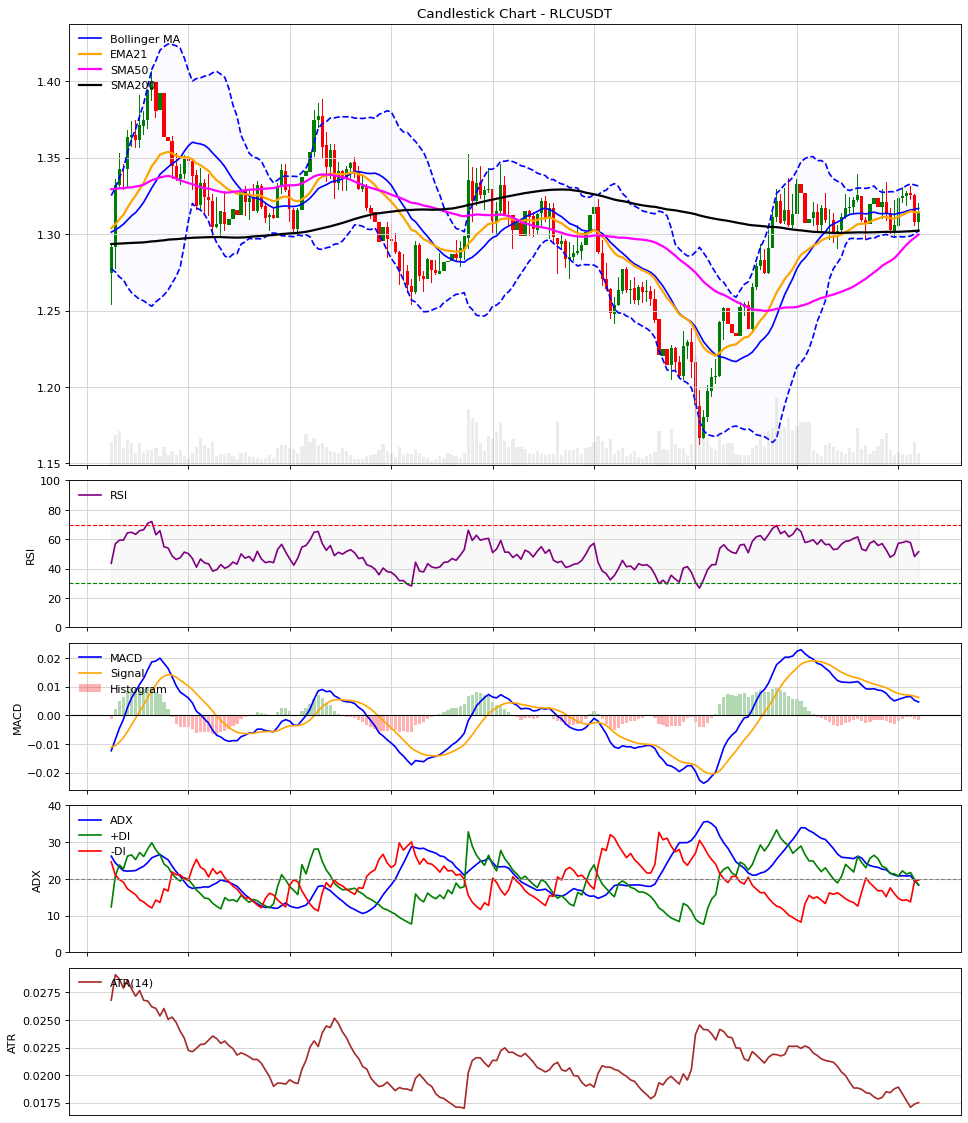 Candlestick Chart - RLCUSDT
Bollinger MA
EMA21
SMA50
SMA200
1.40
1.35
1.30
1.25
1.20
1.15
RSI
100
80
60
40
20
0
RSI
MACD
Signal
Histogram
0.02
0.01
0.00
−0.01
−0.02
MACD
ADX
+DI
-DI
40
30
20
10
0
ADX
ATR(14)
0.0275
0.0250
0.0225
0.0200
0.0175
ATR